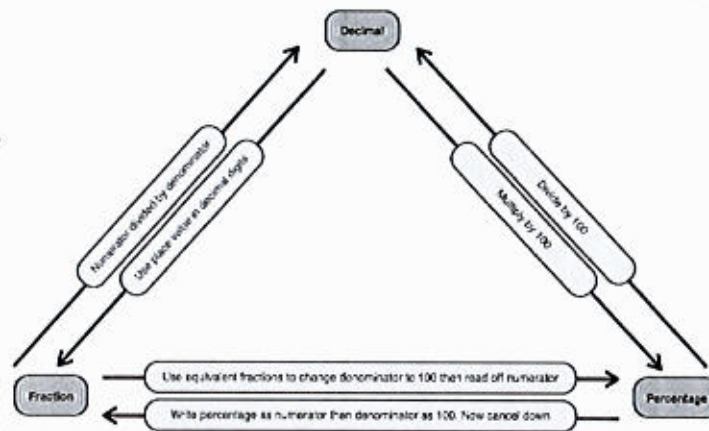 Decimal
Numerator divided by denominator
Use place value in decimal digits
Multiply by 100
Divide by 100
Use equivalent fractions to change denominator to 100 then read off numerator
Fraction
Percentage
Write percentage as numerator then denominator as 100. Now cancel down